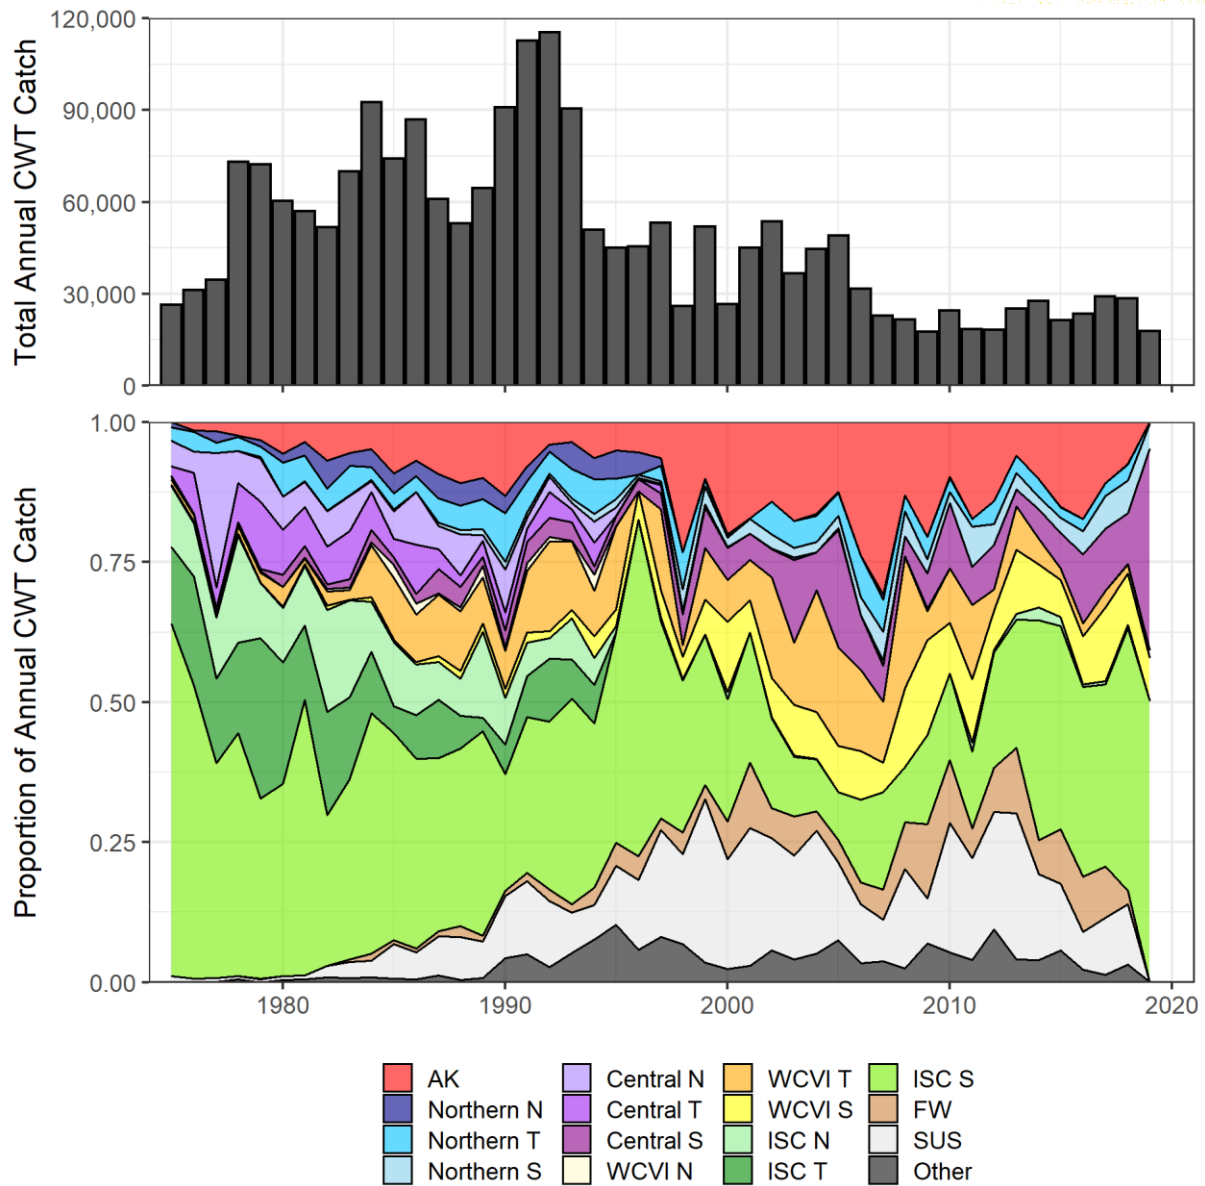 Total Annual CWT Catch
120,000
90,000
60,000
30,000
0
Proportion of Annual CWT Catch
1.00
0.75
0.50
0.25
0.00
1980 1990 2000 2010 2020
AK Central N WCVI T ISC S
Northern N Central T WCVI S FW
Northern T Central S ISC N SUS
Northern S WCVI N ISC T Other